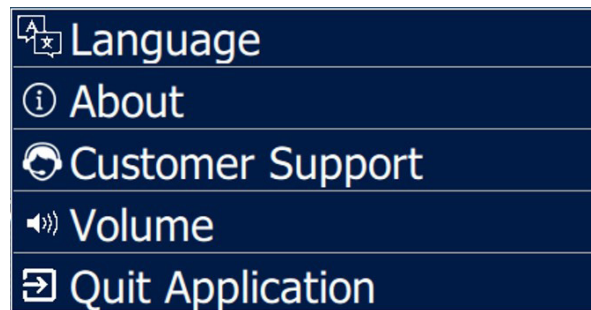 Language
About
Customer Support
Volume
Quit Application